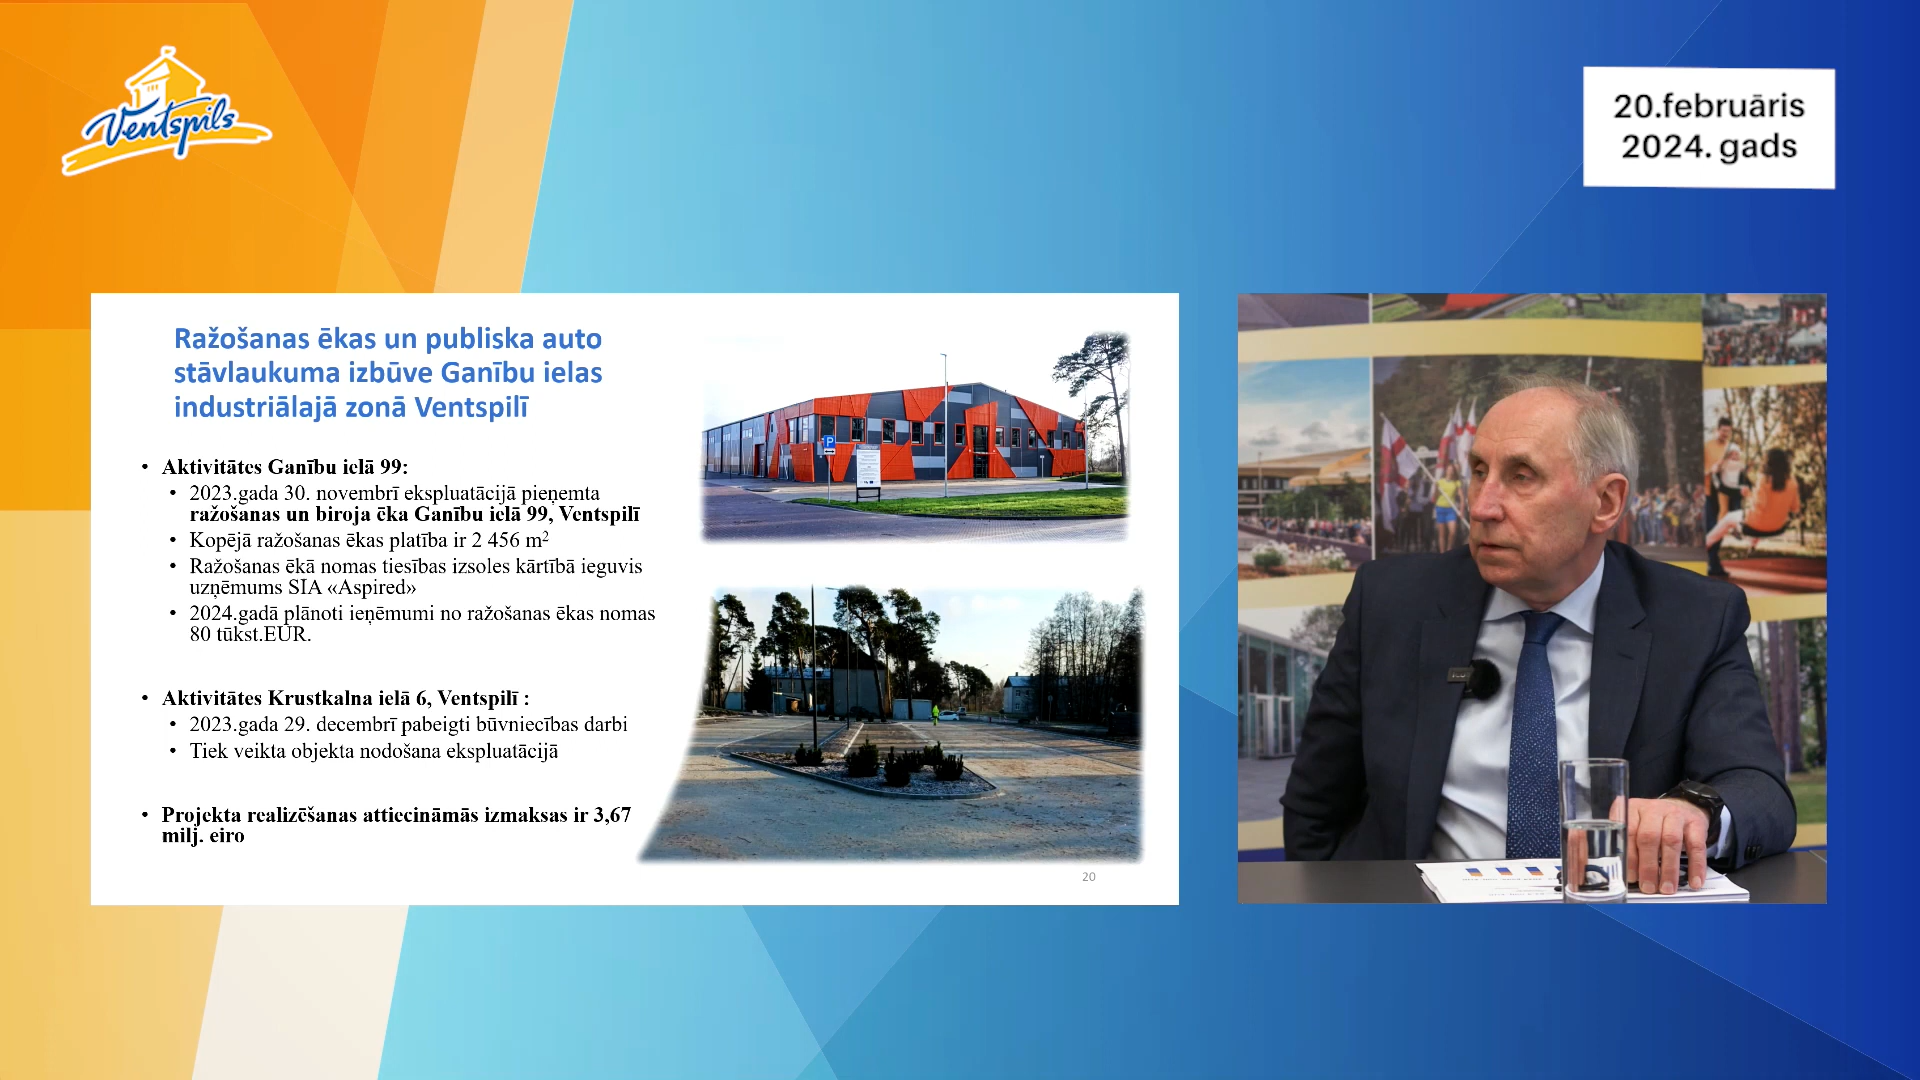 Ventspils
20.februāris
2024. gads
Ražošanas ēkas un publiska auto
stāvlaukuma izbūve Ganību ielas
industriālajā zonā Ventspilī
• Aktivitātes Ganību ielā 99:
• 2023.gada 30. novembrī ekspluatācijā pieņemta
ražošanas un biroja ēka Ganību ielā 99, Ventspilī
• Kopējā ražošanas ēkas platība ir 2 456 m²
• Ražošanas ēkā nomas tiesības izsoles kārtībā ieguvis
uzņēmums SIA «Aspired»
• 2024.gadā plānoti ieņēmumi no ražošanas ēkas nomas
80 tūkst.EUR.
• Aktivitātes Krustkalna ielā 6, Ventspilī :
• 2023.gada 29. decembrī pabeigti būvniecības darbi
• Tiek veikta objekta nodošana ekspluatācijā
• Projekta realizēšanas attiecināmās izmaksas ir 3,67
milj. eiro
P
20